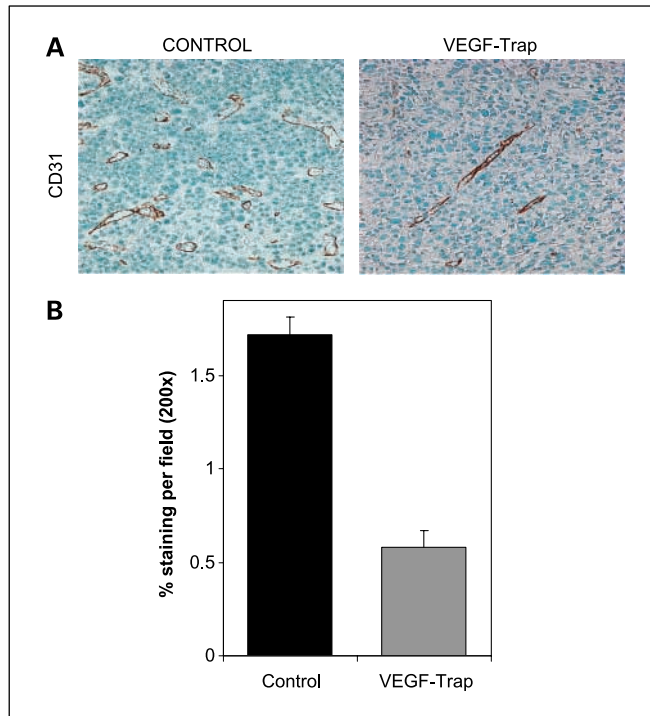 A
CONTROL
VEGF-Trap
CD31
B
% staining per field (200x)
1.5
1
0.5
0
Control
VEGF-Trap